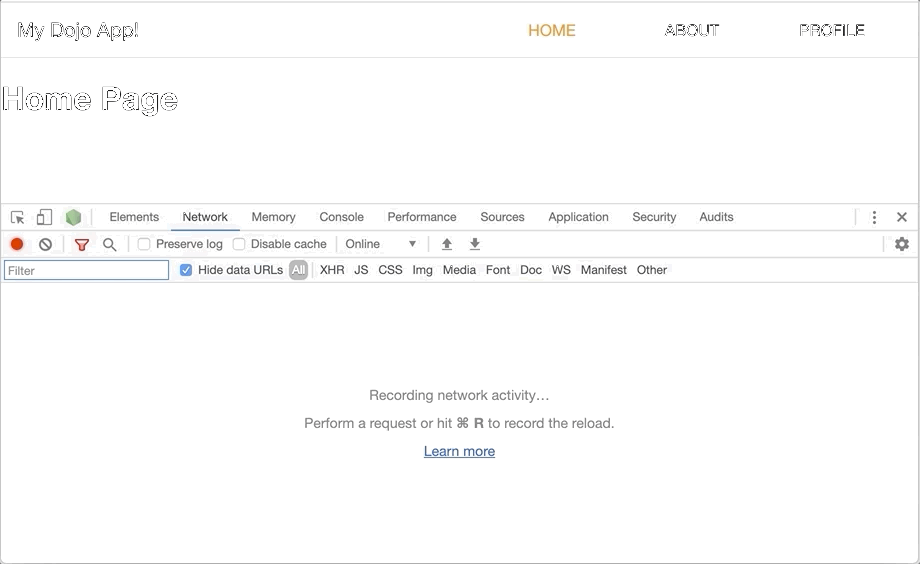 My Dojo App! HOME ABOUT PROFILE
Home Page
Elements Network Memory Console Performance Sources Application Security Audits
Preserve log Disable cache Online
Filter Hide data URLs All XHR JS CSS Img Media Font Doc WS Manifest Other
Recording network activity…
Perform a request or hit ⌘ R to record the reload.
Learn more